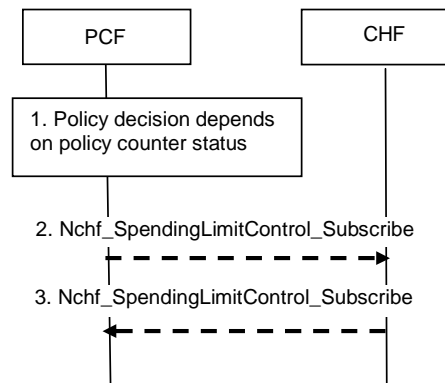 PCF
CHF
1. Policy decision depends
on policy counter status
2. Nchf_SpendingLimitControl_Subscribe
3. Nchf_SpendingLimitControl_Subscribe